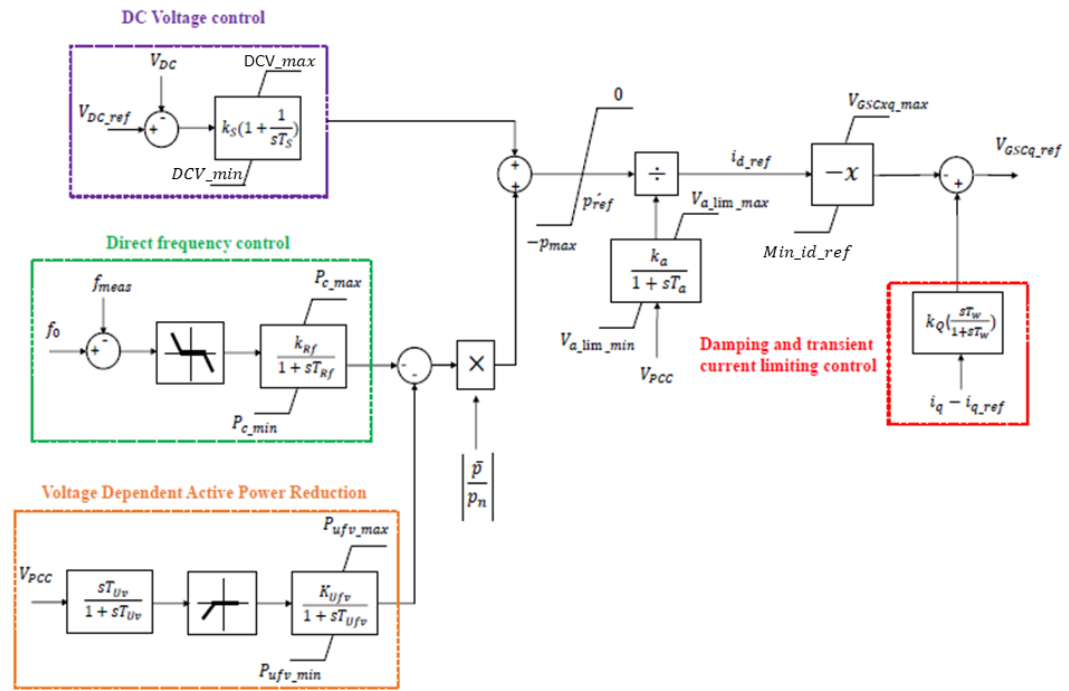 DC Voltage control
V_DC
DCV_max
V_DC_ref
+
-
k_S(1 + 1/sT_S)
DCV_min
0
+
+
÷
p´_ref
-p_max
i_d_ref
V_a_lim_max
k_a/1 + sT_a
V_a_lim_min
V_PCC
V_GSCxq_max
-x
Min_id_ref
V_GSCq_ref
-
+
k_Q(sT_w/1+sT_w)
i_q - i_q_ref
Damping and transient
current limiting control
Direct frequency control
f_meas
f_0
+
-
P_c_max
k_Rf/1 + sT_Rf
P_c_min
-
-
×
|p̄/p_n|
Voltage Dependent Active Power Reduction
V_PCC
sT_Uv/1 + sT_Uv
P_ufv_max
K_Ufv/1 + sT_Ufv
P_ufv_min